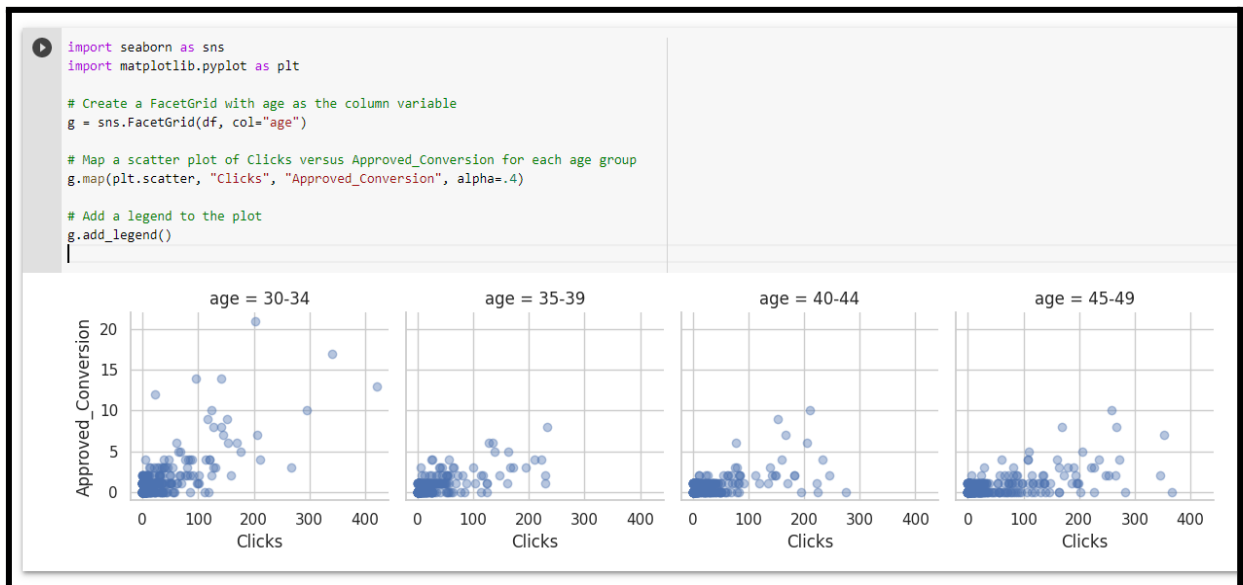 import seaborn as sns
import matplotlib.pyplot as plt
# Create a FacetGrid with age as the column variable
g = sns.FacetGrid(df, col="age")
# Map a scatter plot of Clicks versus Approved_Conversion for each age group
g.map(plt.scatter, "Clicks", "Approved_Conversion", alpha=.4)
# Add a legend to the plot
g.add_legend()
age = 30-34 age = 35-39 age = 40-44 age = 45-49
Approved_Conversion
20
15
10
5
0
0 100 200 300 400 0 100 200 300 400 0 100 200 300 400 0 100 200 300 400
Clicks Clicks Clicks Clicks